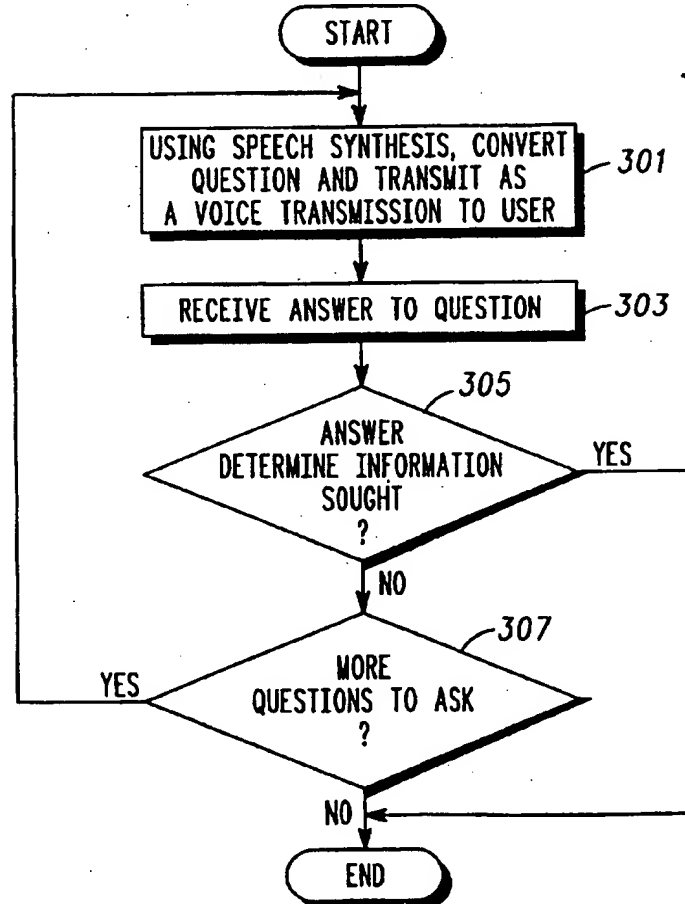 START
USING SPEECH SYNTHESIS, CONVERT
QUESTION AND TRANSMIT AS
A VOICE TRANSMISSION TO USER
301
RECEIVE ANSWER TO QUESTION
303
305
ANSWER
DETERMINE INFORMATION
SOUGHT
?
YES
NO
307
MORE
QUESTIONS TO ASK
?
YES
NO
END